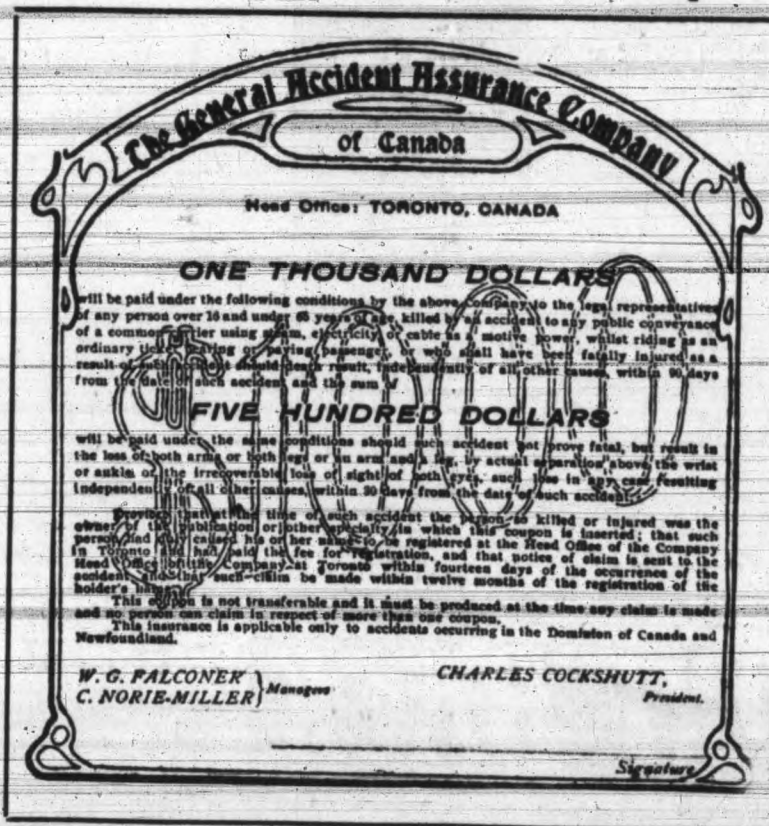 The General Accident Assurance Company
of Canada
Head Office: TORONTO, CANADA
ONE THOUSAND DOLLARS
will be paid under the following conditions by the above Company to the legal representatives
of any person over 16 and under 65 years of age, killed by an accident to any public conveyance
of a common carrier using steam, electricity or cable as a motive power, whilst riding as an
ordinary ticket bearing or paying passenger, or who shall have been fatally injured as a
result of such accident should death result, independently of all other causes, within 90 days
from the date of such accident and the sum of
FIVE HUNDRED DOLLARS
will be paid under the same conditions should such accident not prove fatal, but result in
the loss of both arms or both legs or an arm and a leg, by actual separation above the wrist
or ankle, or the irrecoverable loss of sight of both eyes, such loss in any case resulting
independently of all other causes, within 90 days from the date of such accident.
Provided that at the time of such accident the person so killed or injured was the
owner of the publication or other specialty in which this coupon is inserted; that such
person had duly caused his or her name to be registered at the Head Office of the Company
in Toronto and had paid the fee for registration, and that notice of claim is sent to the
Head Office of the Company at Toronto within fourteen days of the occurrence of the
accident and that such claim be made within twelve months of the registration of the
holder's name.
This coupon is not transferable and it must be produced at the time any claim is made
and no person can claim in respect of more than one coupon.
This insurance is applicable only to accidents occurring in the Dominion of Canada and
Newfoundland.
W. G. FALCONER
C. NORIE-MILLER } Managers
CHARLES COCKSHUTT,
President.
Signature
$1000